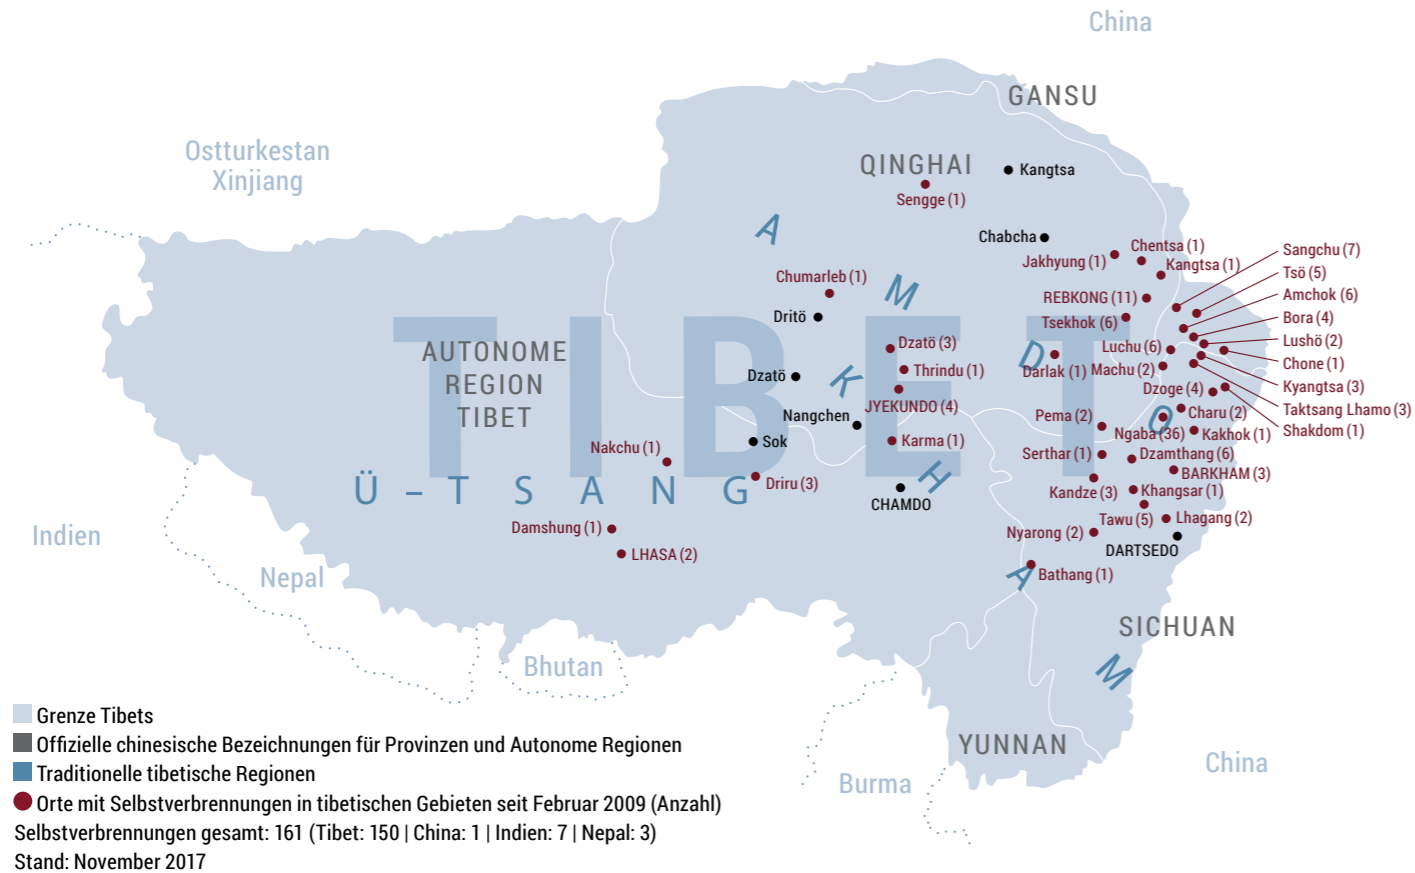 China
GANSU
Ostturkestan
Xinjiang
QINGHAI
Kangtsa
Sengge (1)
A M D O
Chabcha
Chentsa (1)
Jakhyung (1)
Kangtsa (1)
Sangchu (7)
Tsö (5)
Chumarleb (1)
REBKONG (11)
Amchok (6)
Dritö
Tsekhok (6)
Bora (4)
TIBET
AUTONOME
REGION
TIBET
Dzatö (3)
Luchu (6)
Lushö (2)
Thrindu (1)
Darlak (1)
Machu (2)
Chone (1)
Dzatö
Kyangtsa (3)
JYEKUNDO (4)
Dzoge (4)
Taktsang Lhamo (3)
Nangchen
Pema (2)
Charu (2)
Shakdom (1)
Sok
Karma (1)
Ngaba (36)
Kakhok (1)
Nakchu (1)
Serthar (1)
Dzamthang (6)
BARKHAM (3)
Ü – T S A N G
Driru (3)
K H A M
CHAMDO
Kandze (3)
Khangsar (1)
Damshung (1)
Tawu (5)
Lhagang (2)
LHASA (2)
Nyarong (2)
DARTSEDO
Indien
Nepal
Bathang (1)
SICHUAN
Bhutan
YUNNAN
China
Burma
Grenze Tibets
Offizielle chinesische Bezeichnungen für Provinzen und Autonome Regionen
Traditionelle tibetische Regionen
Orte mit Selbstverbrennungen in tibetischen Gebieten seit Februar 2009 (Anzahl)
Selbstverbrennungen gesamt: 161 (Tibet: 150 | China: 1 | Indien: 7 | Nepal: 3)
Stand: November 2017